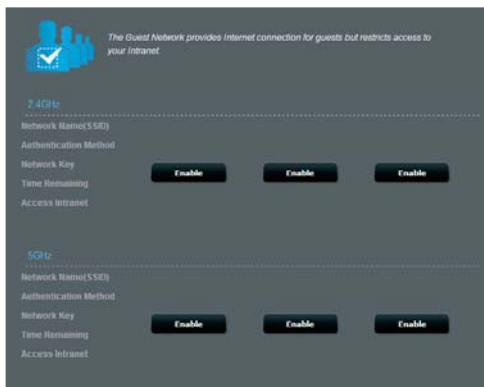 The Guest Network provides Internet connection for guests but restricts access to
your Intranet
2.4GHz
Network Name(SSID)
Authentication Method
Network Key
Enable Enable Enable
Time Remaining
Access Intranet
5GHz
Network Name(SSID)
Authentication Method
Network Key
Enable Enable Enable
Time Remaining
Access Intranet